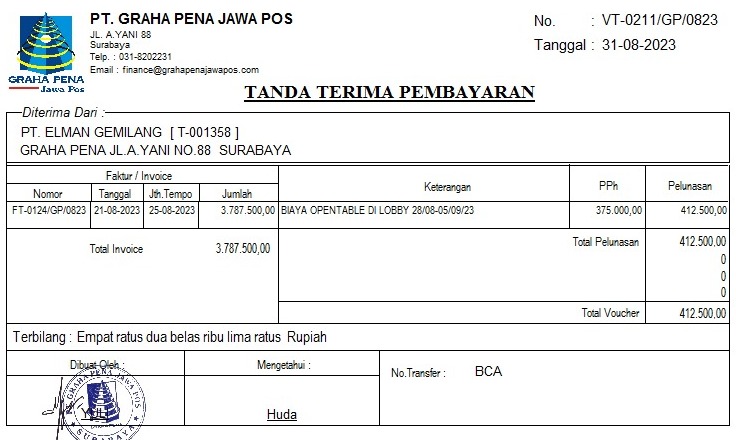 PT. GRAHA PENA JAWA POS
JL. A.YANI 88
Surabaya
Telp. : 031-8202231
Email : finance@grahapenajawapos.com
GRAHA PENA
Jawa Pos
No. : VT-0211/GP/0823
Tanggal : 31-08-2023
TANDA TERIMA PEMBAYARAN
Diterima Dari :
PT. ELMAN GEMILANG [ T-001358 ]
GRAHA PENA JL.A.YANI NO.88 SURABAYA
Faktur / Invoice
Nomor Tanggal Jth.Tempo Jumlah Keterangan PPh Pelunasan
FT-0124/GP/0823 21-08-2023 25-08-2023 3.787.500,00 BIAYA OPENTABLE DI LOBBY 28/08-05/09/23 375.000,00 412.500,00
Total Invoice 3.787.500,00 Total Pelunasan 412.500,00
0
0
0
Total Voucher 412.500,00
Terbilang : Empat ratus dua belas ribu lima ratus Rupiah
Dibuat Oleh : Mengetahui : No.Transfer : BCA
PT. GRAHA PENA JAWA POS
SURABAYA
Huda